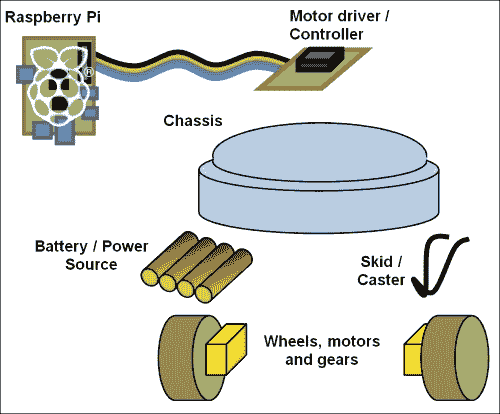 Raspberry Pi
Motor driver /
Controller
®
Chassis
Battery / Power
Source
Skid /
Caster
Wheels, motors
and gears